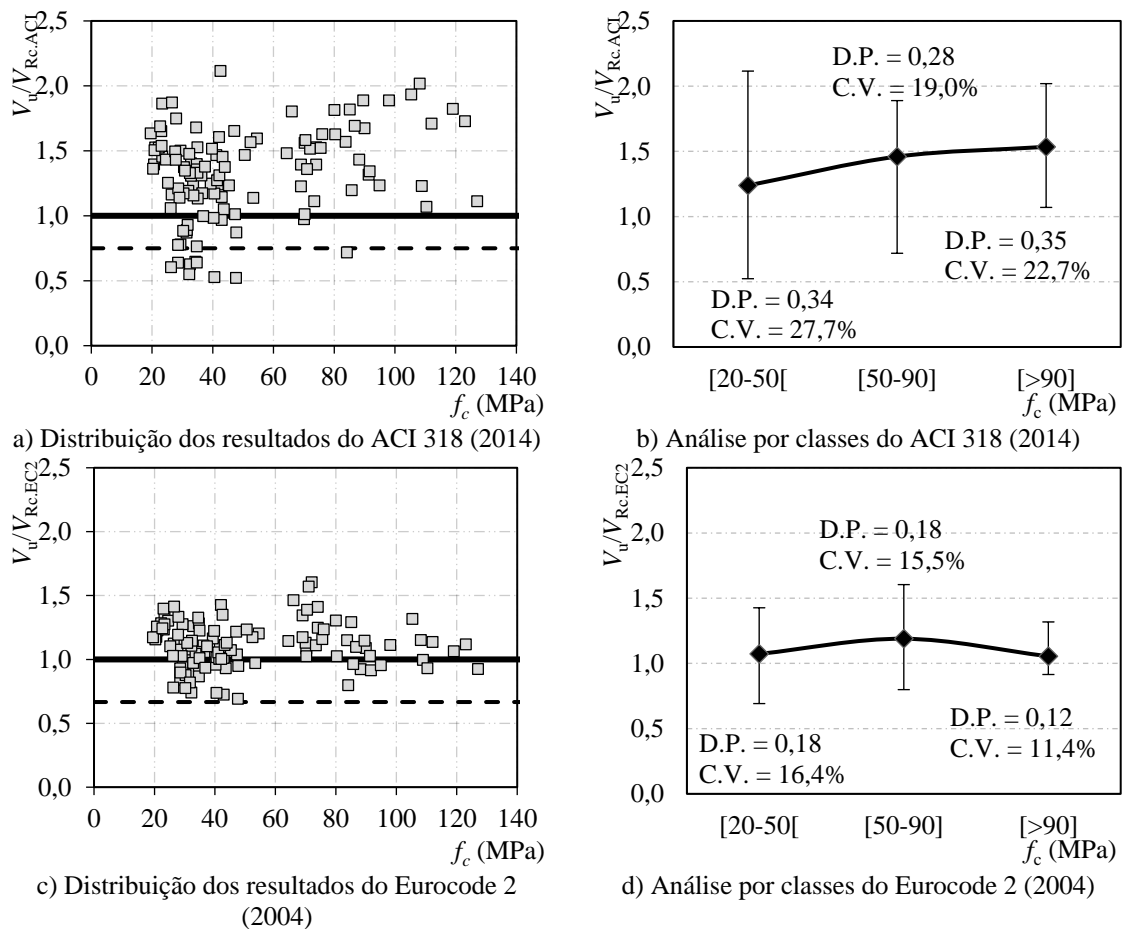 V_u/V_Rc.ACI
2,5
2,0
1,5
1,0
0,5
0,0
0 20 40 60 80 100 120 140
f_c (MPa)
a) Distribuição dos resultados do ACI 318 (2014)
V_u/V_Rc.ACI
2,5
2,0
1,5
1,0
0,5
0,0
D.P. = 0,28
C.V. = 19,0%
D.P. = 0,35
C.V. = 22,7%
D.P. = 0,34
C.V. = 27,7%
[20-50[ [50-90] [>90]
f_c (MPa)
b) Análise por classes do ACI 318 (2014)
V_u/V_Rc.EC2
2,5
2,0
1,5
1,0
0,5
0,0
0 20 40 60 80 100 120 140
f_c (MPa)
c) Distribuição dos resultados do Eurocode 2
(2004)
V_u/V_Rc.EC2
2,5
2,0
1,5
1,0
0,5
0,0
D.P. = 0,18
C.V. = 15,5%
D.P. = 0,12
C.V. = 11,4%
D.P. = 0,18
C.V. = 16,4%
[20-50[ [50-90] [>90]
f_c (MPa)
d) Análise por classes do Eurocode 2 (2004)